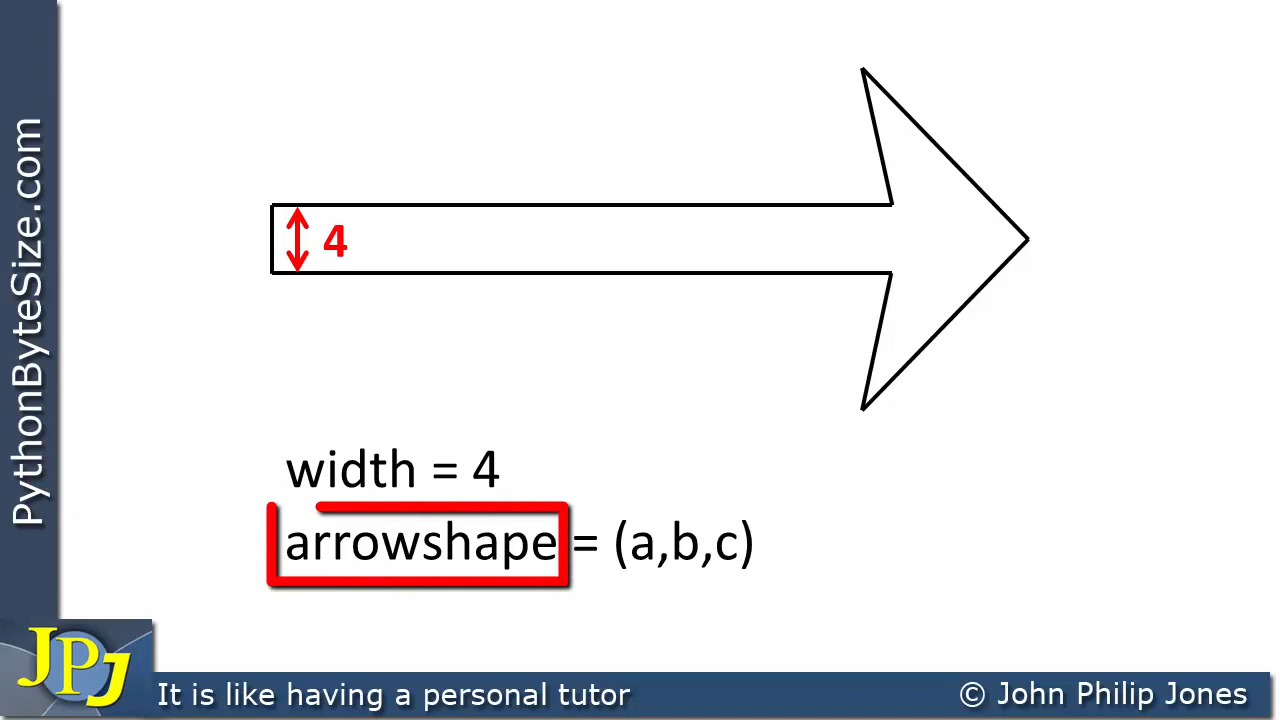 PythonByteSize.com
4
width = 4
arrowshape = (a,b,c)
JPJ
It is like having a personal tutor
© John Philip Jones